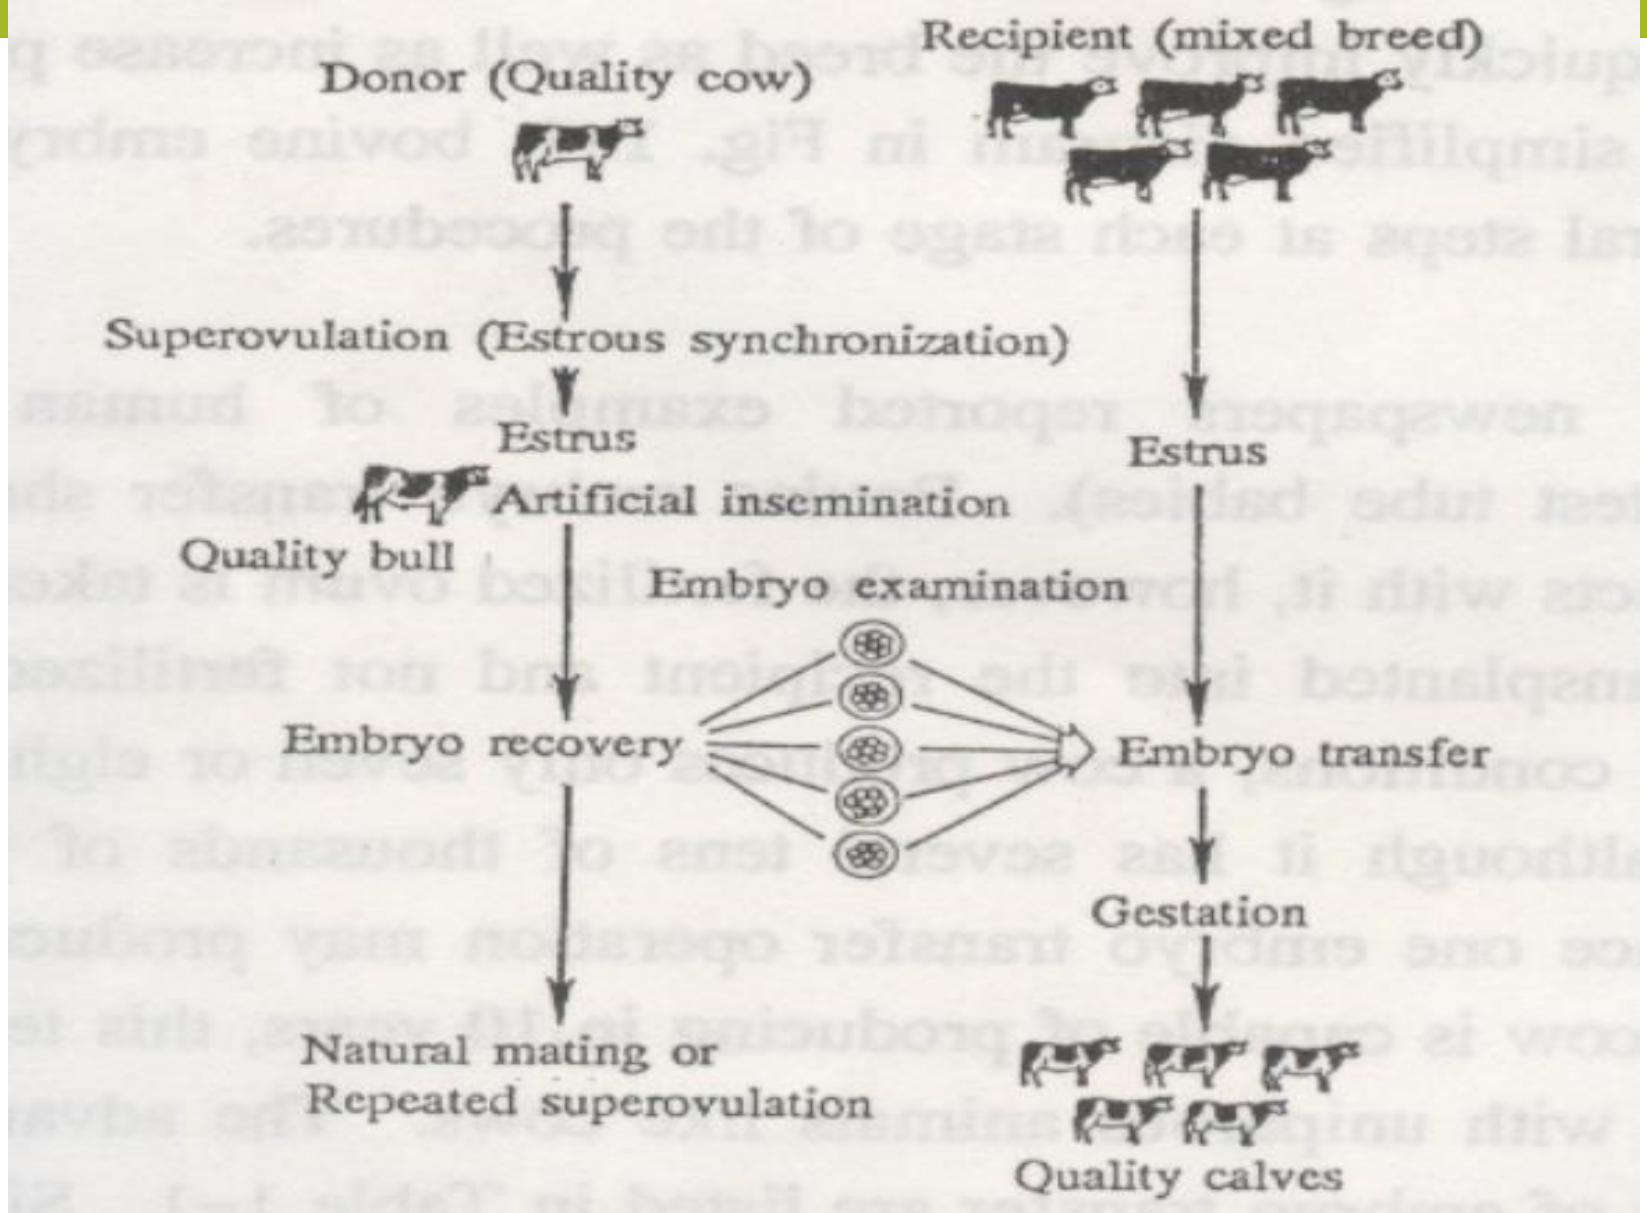 Recipient (mixed breed)
Donor (Quality cow)
Superovulation (Estrous synchronization)
Estrus
Estrus
Artificial insemination
Quality bull
Embryo examination
Embryo recovery
Embryo transfer
Gestation
Natural mating or
Repeated superovulation
Quality calves